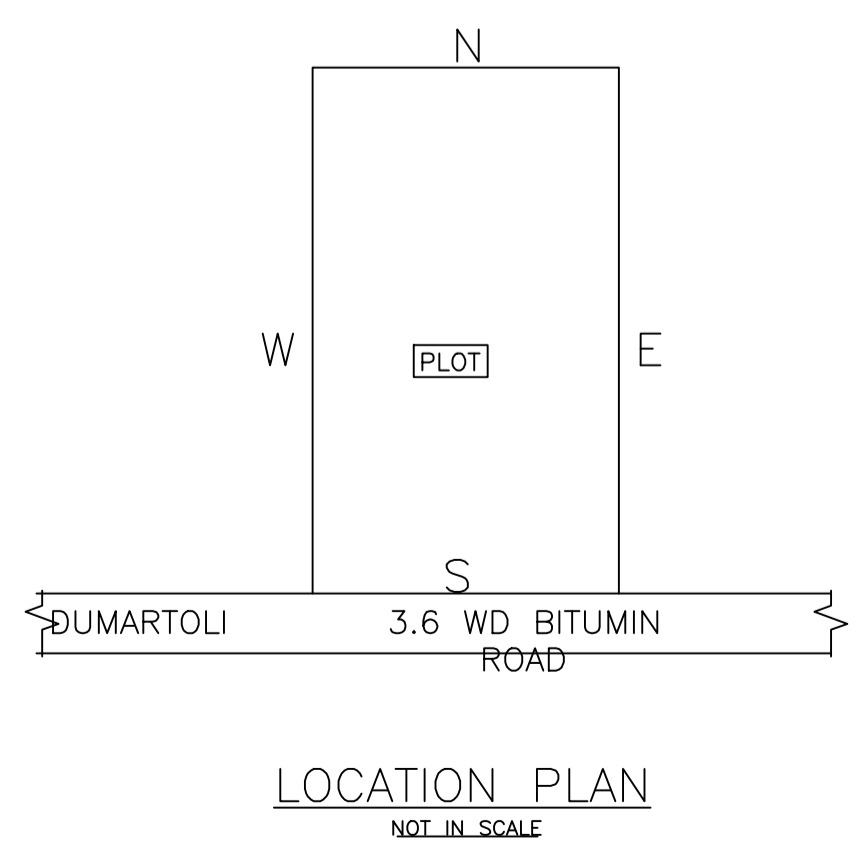 N
W
PLOT
E
S
DUMARTOLI 3.6 WD BITUMIN
ROAD
LOCATION PLAN
NOT IN SCALE